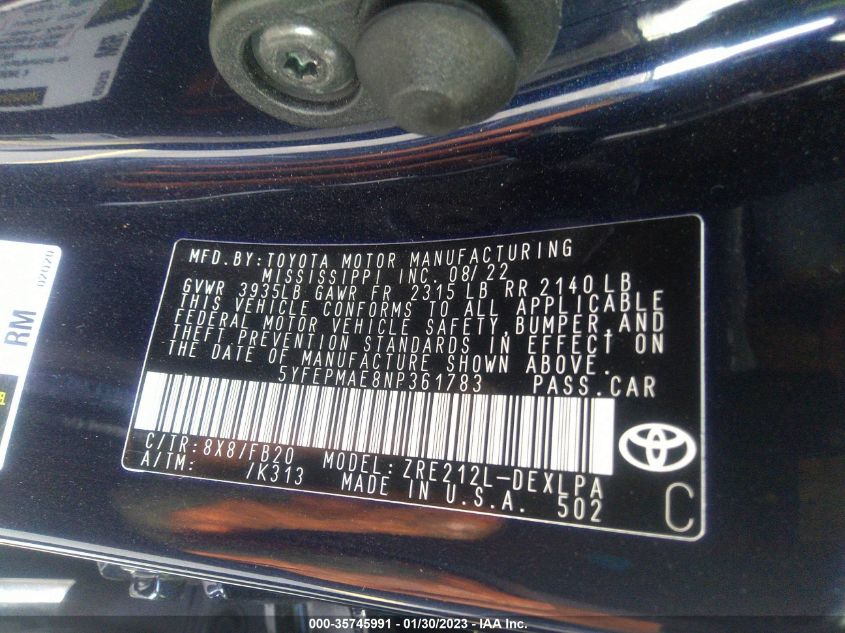 MFD.BY:TOYOTA MOTOR MANUFACTURING
MISSISSIPPI INC. 08/22
GVWR 3935LB GAWR FR 2315 LB RR 2140 LB
THIS VEHICLE CONFORMS TO ALL APPLICABLE
FEDERAL MOTOR VEHICLE SAFETY,BUMPER,AND
THEFT PREVENTION STANDARDS IN EFFECT ON
THE DATE OF MANUFACTURE SHOWN ABOVE.
5YFEPMAE8NP361783 PASS.CAR
C/TR:8X8/FB20 MODEL:ZRE212L-DEXLPA
A/TM: /K313 MADE IN U.S.A. 502
C
RM
02020
000-35745991 - 01/30/2023 - IAA Inc.